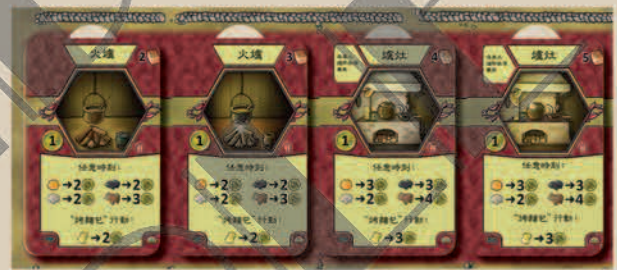 火爐 2
1
任意時刻:
→2 →2
→2 →3
"烤麵包"行動:
→2
火爐 3
1
任意時刻:
→2 →2
→2 →3
"烤麵包"行動:
→2
爐灶 4
1
任意時刻:
→3 →3
→2 →4
"烤麵包"行動:
→3
爐灶 5
1
任意時刻:
→3 →3
→2 →4
"烤麵包"行動:
→3